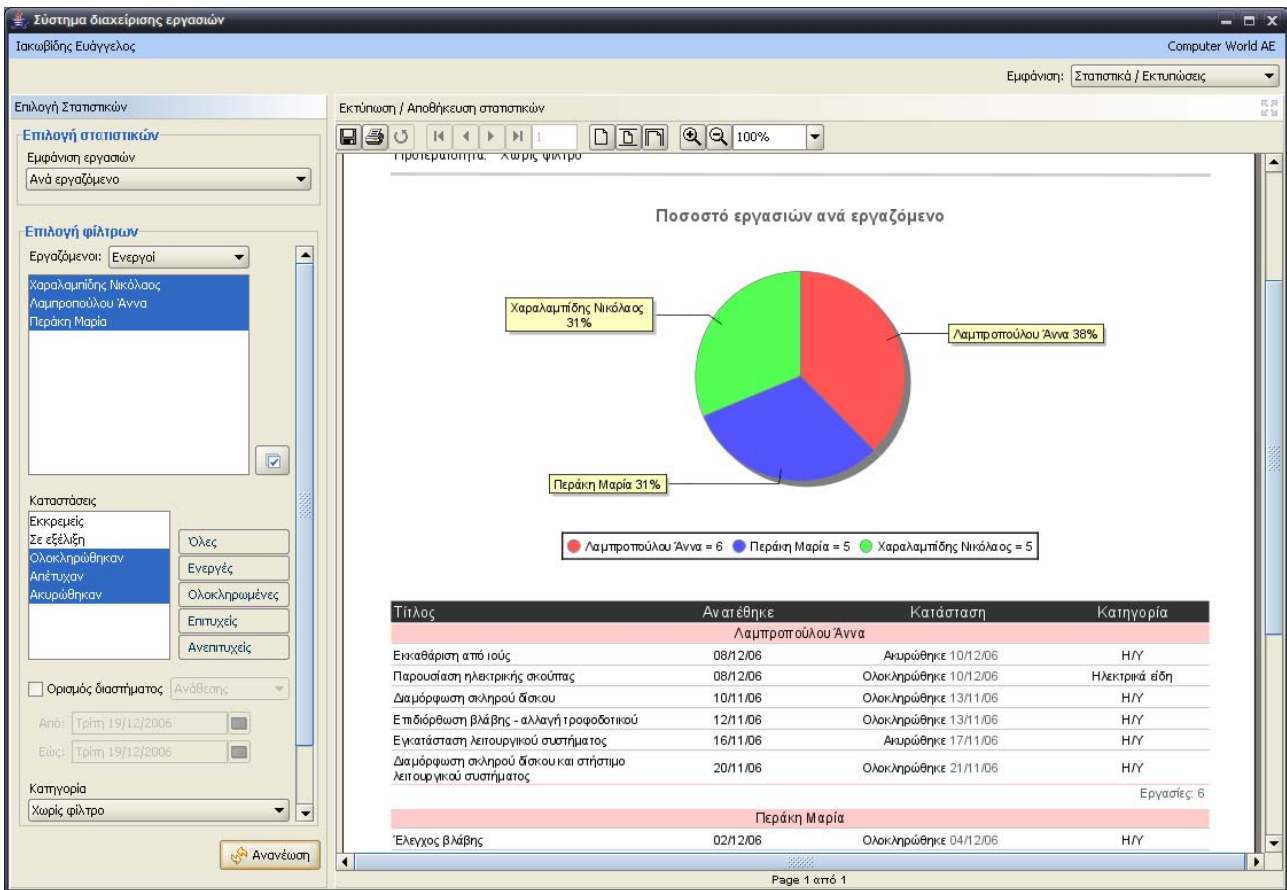 Σύστημα διαχείρισης εργασιών
Ιακωβίδης Ευάγγελος
Computer World AE
Εμφάνιση: Στατιστικά / Εκτυπώσεις
Επιλογή Στατιστικών
Επιλογή στατιστικών
Εμφάνιση εργασιών
Ανά εργαζόμενο
Επιλογή φίλτρων
Εργαζόμενοι: Ενεργοί
Χαραλαμπίδης Νικόλαος
Λαμπροπούλου Άννα
Περάκη Μαρία
Καταστάσεις
Εκκρεμείς
Σε εξέλιξη
Ολοκληρώθηκαν
Απέτυχαν
Ακυρώθηκαν
Όλες
Ενεργές
Ολοκληρωμένες
Επιτυχείς
Ανεπιτυχείς
Ορισμός διαστήματος Ανάθεσης
Από: Τρίτη 19/12/2006
Εώς: Τρίτη 19/12/2006
Κατηγορία
Χωρίς φίλτρο
Ανανέωση
Εκτύπωση / Αποθήκευση στατιστικών
1
100%
Προτεραιότητα: Χωρίς φίλτρο
Ποσοστό εργασιών ανά εργαζόμενο
Χαραλαμπίδης Νικόλαος
31%
Λαμπροπούλου Άννα 38%
Περάκη Μαρία 31%
Λαμπροπούλου Άννα = 6 Περάκη Μαρία = 5 Χαραλαμπίδης Νικόλαος = 5
Τίτλος Ανατέθηκε Κατάσταση Κατηγορία
Λαμπροπούλου Άννα
Εκκαθάριση από ιούς 08/12/06 Ακυρώθηκε 10/12/06 Η/Υ
Παρουσίαση ηλεκτρικής σκούπας 08/12/06 Ολοκληρώθηκε 10/12/06 Ηλεκτρικά είδη
Διαμόρφωση σκληρού δίσκου 10/11/06 Ολοκληρώθηκε 13/11/06 Η/Υ
Επιδιόρθωση βλάβης - αλλαγή τροφοδοτικού 12/11/06 Ολοκληρώθηκε 13/11/06 Η/Υ
Εγκατάσταση λειτουργικού συστήματος 16/11/06 Ακυρώθηκε 17/11/06 Η/Υ
Διαμόρφωση σκληρού δίσκου και στήσιμο
λειτουργικού συστήματος 20/11/06 Ολοκληρώθηκε 21/11/06 Η/Υ
Εργασίες: 6
Περάκη Μαρία
Έλεγχος βλάβης 02/12/06 Ολοκληρώθηκε 04/12/06 Η/Υ
Page 1 από 1